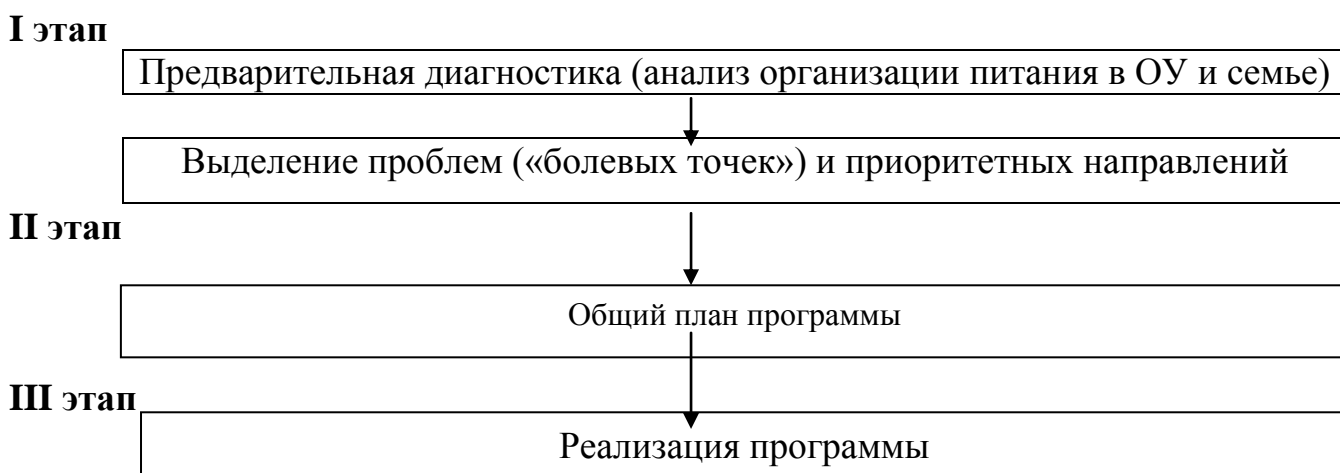 I этап
Предварительная диагностика (анализ организации питания в ОУ и семье)
Выделение проблем («болевых точек») и приоритетных направлений
II этап
Общий план программы
III этап
Реализация программы